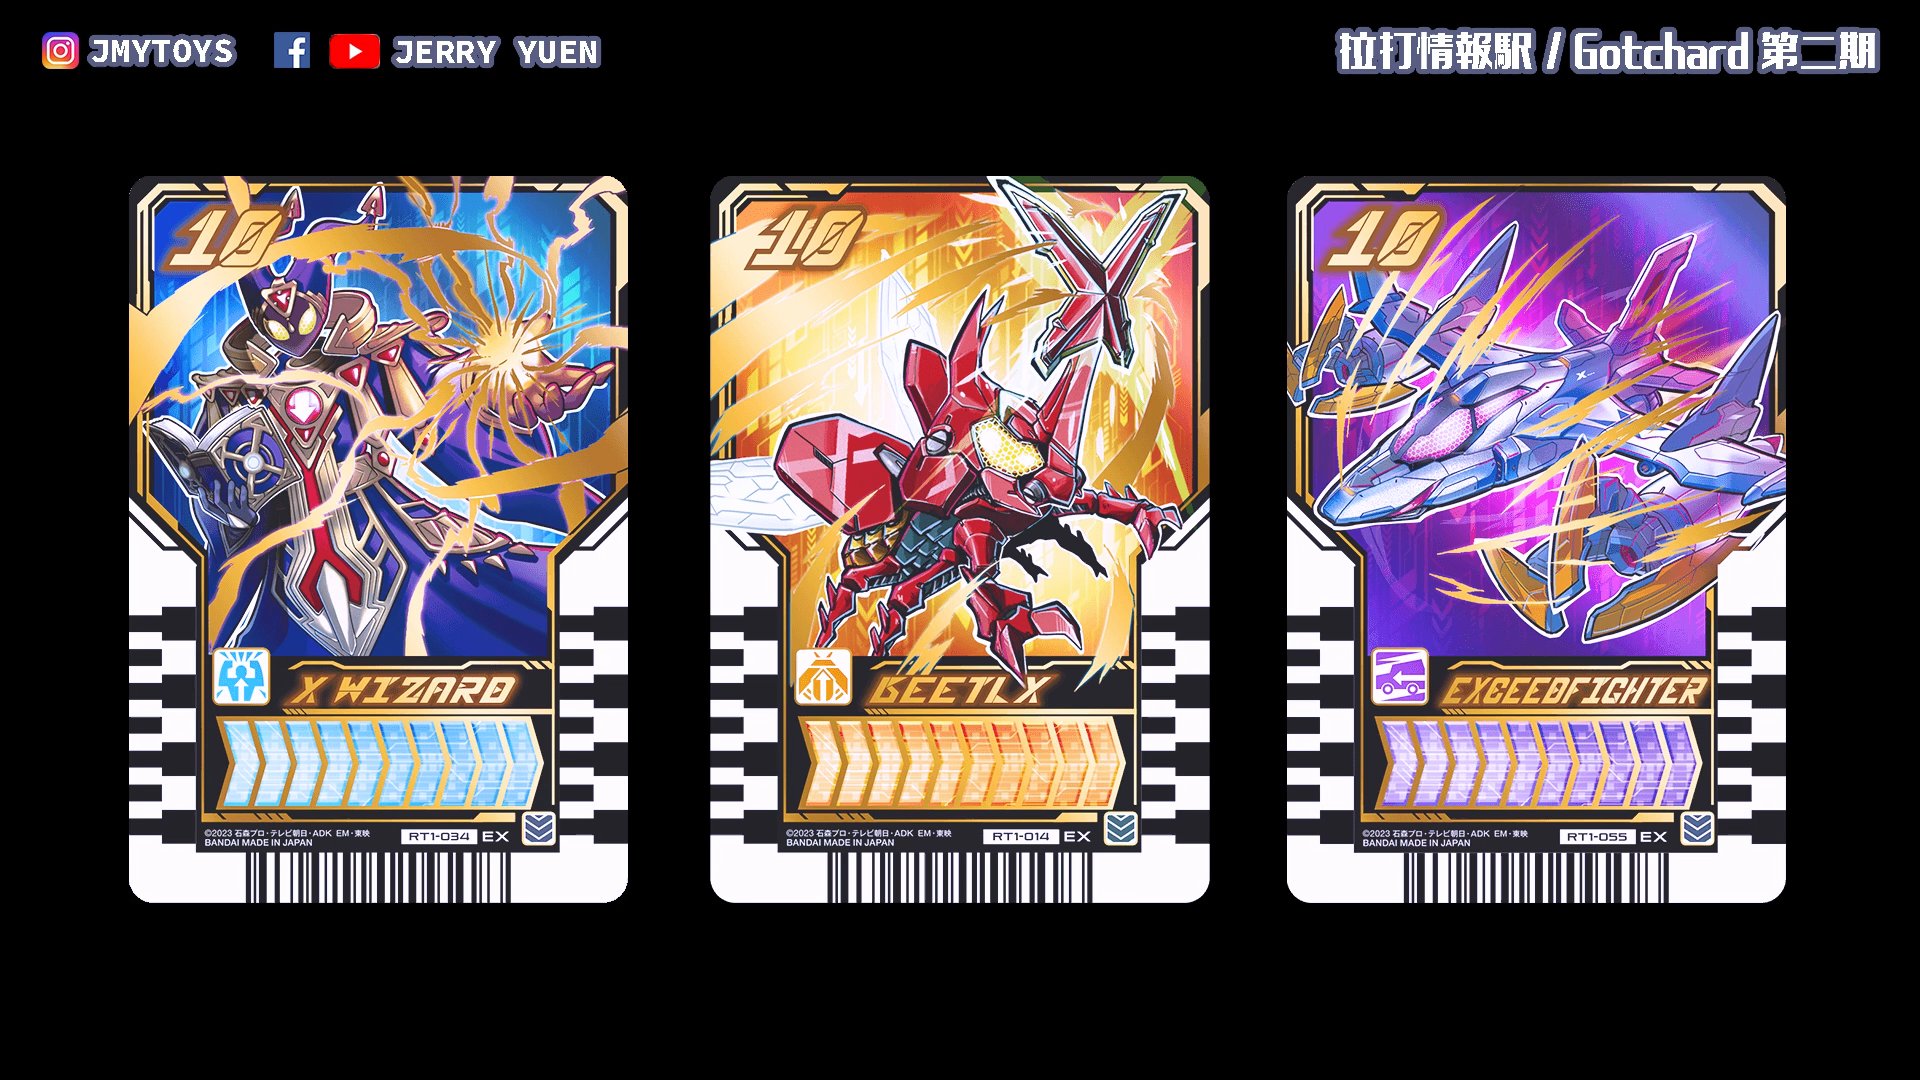 JMYTOYS
JERRY YUEN
拉打情報駅 / Gotchard 第二期
10
X WIZARD
©2023 石森プロ・テレビ朝日・ADK EM・東映
BANDAI MADE IN JAPAN
RT1-034 EX
10
BEETLX
©2023 石森プロ・テレビ朝日・ADK EM・東映
BANDAI MADE IN JAPAN
RT1-014 EX
10
X
EXCEEDFIGHTER
©2023 石森プロ・テレビ朝日・ADK EM・東映
BANDAI MADE IN JAPAN
RT1-055 EX